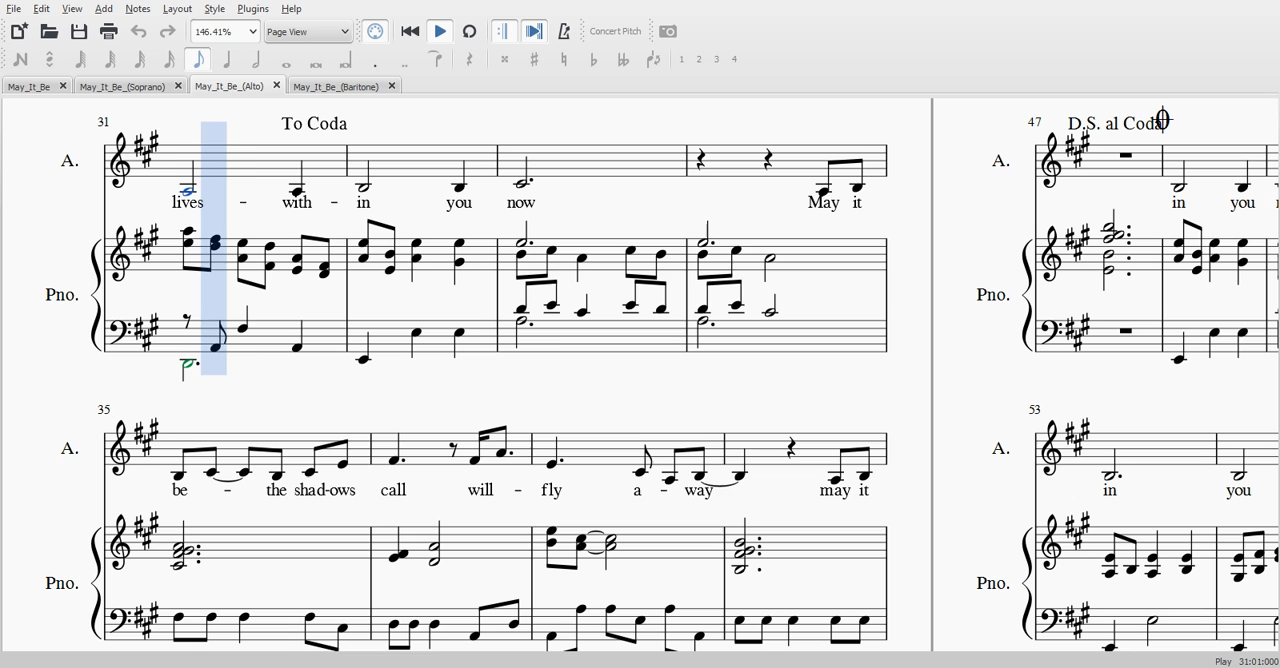 File Edit View Add Notes Layout Style Plugins Help
146.41% Page View Concert Pitch
1 2 3 4
May_It_Be May_It_Be_(Soprano) May_It_Be_(Alto) May_It_Be_(Baritone)
31 To Coda
A.
lives - with - in you now May it
Pno.
35
A.
be - the shad-ows call will - fly a - way may it
Pno.
47 D.S. al Coda
A.
in you
Pno.
53
A.
in you
Pno.
Play 31:01:000